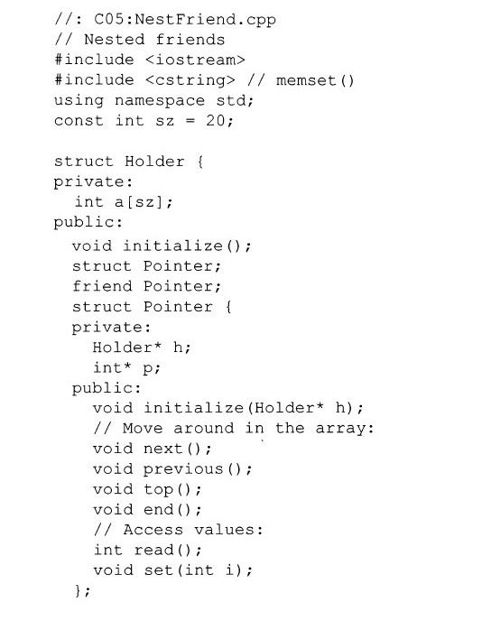 //: C05:NestFriend.cpp
// Nested friends
#include <iostream>
#include <cstring> // memset()
using namespace std;
const int sz = 20;

struct Holder {
private:
  int a[sz];
public:
  void initialize();
  struct Pointer;
  friend Pointer;
  struct Pointer {
  private:
    Holder* h;
    int* p;
  public:
    void initialize(Holder* h);
    // Move around in the array:
    void next();
    void previous();
    void top();
    void end();
    // Access values:
    int read();
    void set(int i);
  };